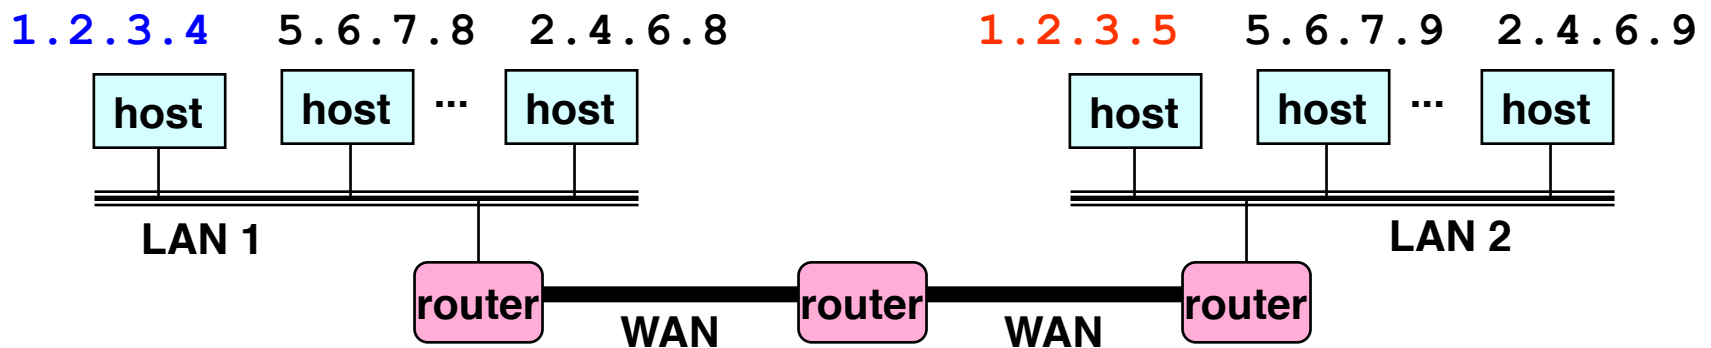 1.2.3.4 5.6.7.8 2.4.6.8 1.2.3.5 5.6.7.9 2.4.6.9
host host ... host host host ... host
LAN 1 LAN 2
router router router
WAN WAN